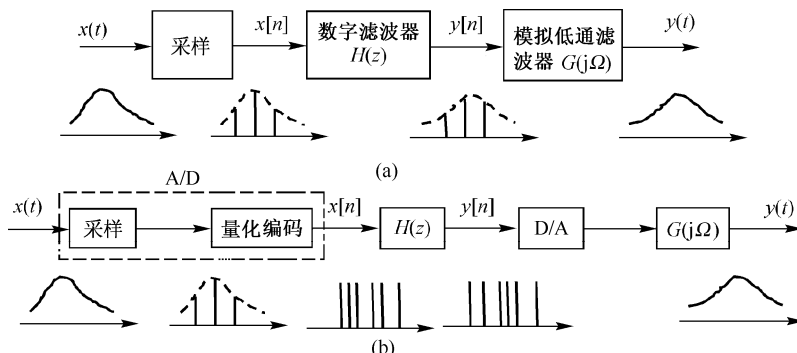 x(t)
采样
x[n]
数字滤波器
H(z)
y[n]
模拟低通滤
波器 G(jΩ)
y(t)
(a)
A/D
x(t)
采样
量化编码
x[n]
H(z)
y[n]
D/A
G(jΩ)
y(t)
(b)